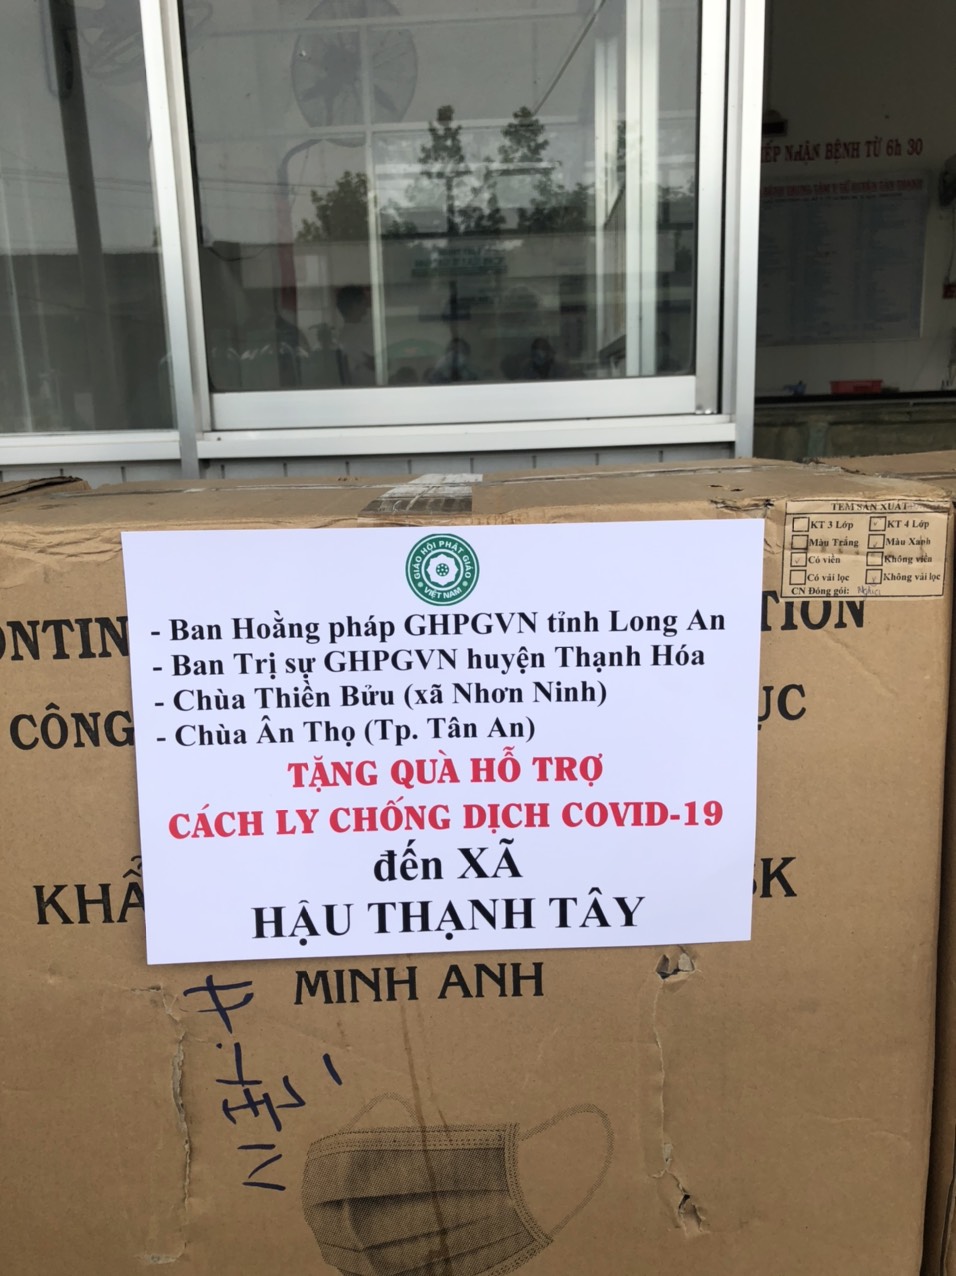 TIẾP NHẬN BỆNH TỪ 6h 30
TEM SẢN XUẤT
KT 3 Lớp
KT 4 Lớp
Màu Trắng
Màu Xanh
Có viền
Không viền
Có vải lọc
Không vải lọc
CN Đóng gói:
GIÁO HỘI PHẬT GIÁO
VIỆT NAM
- Ban Hoằng pháp GHPGVN tỉnh Long An
- Ban Trị sự GHPGVN huyện Thạnh Hóa
- Chùa Thiền Bửu (xã Nhơn Ninh)
- Chùa Ân Thọ (Tp. Tân An)
TẶNG QUÀ HỖ TRỢ
CÁCH LY CHỐNG DỊCH COVID-19
đến XÃ
HẬU THẠNH TÂY
ONTIN TION
CÔNG ỤC
KHẨ SK
MINH ANH